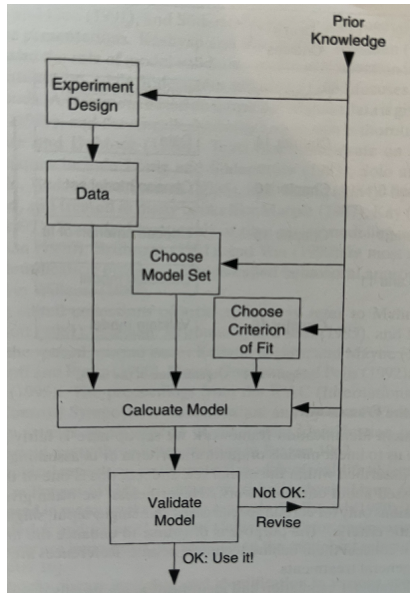 Prior
Knowledge
Experiment
Design
Data
Choose
Model Set
Choose
Criterion
of Fit
Calcuate Model
Validate
Model
Not OK:
Revise
OK: Use it!